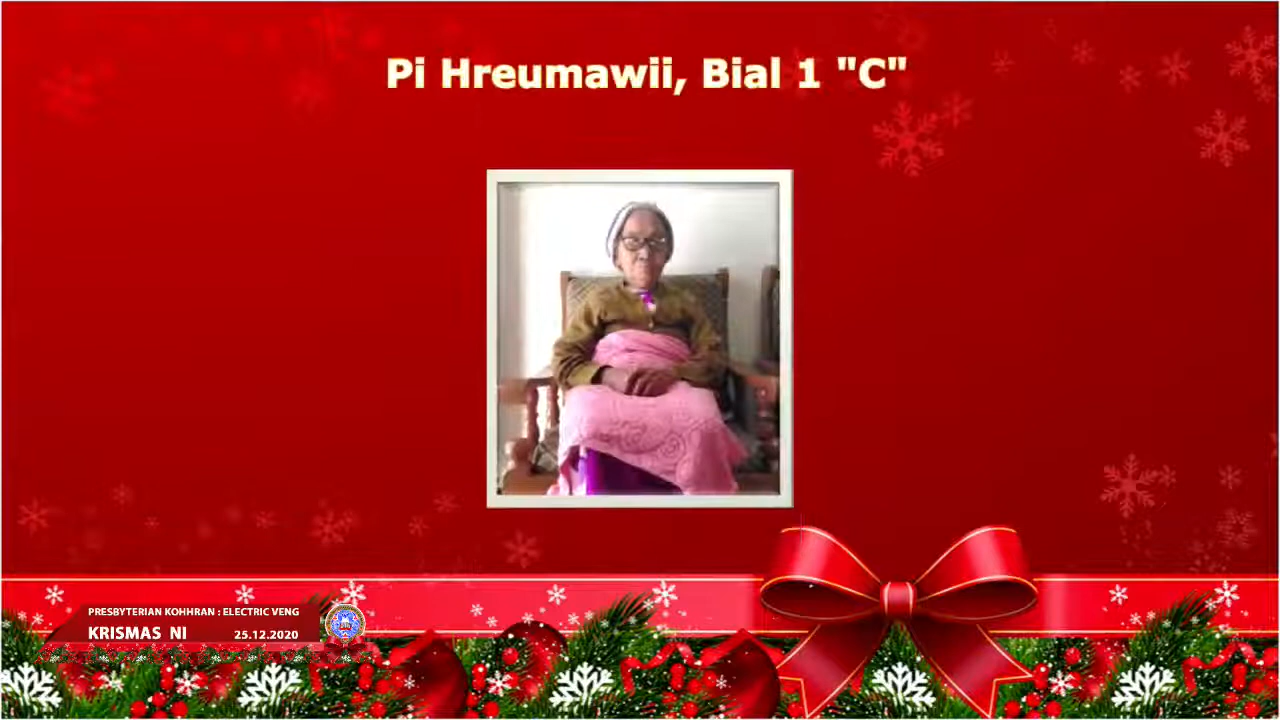 Pi Hreumawii, Bial 1 "C"
PRESBYTERIAN KOHHRAN : ELECTRIC VENG
KRISMAS NI 25.12.2020